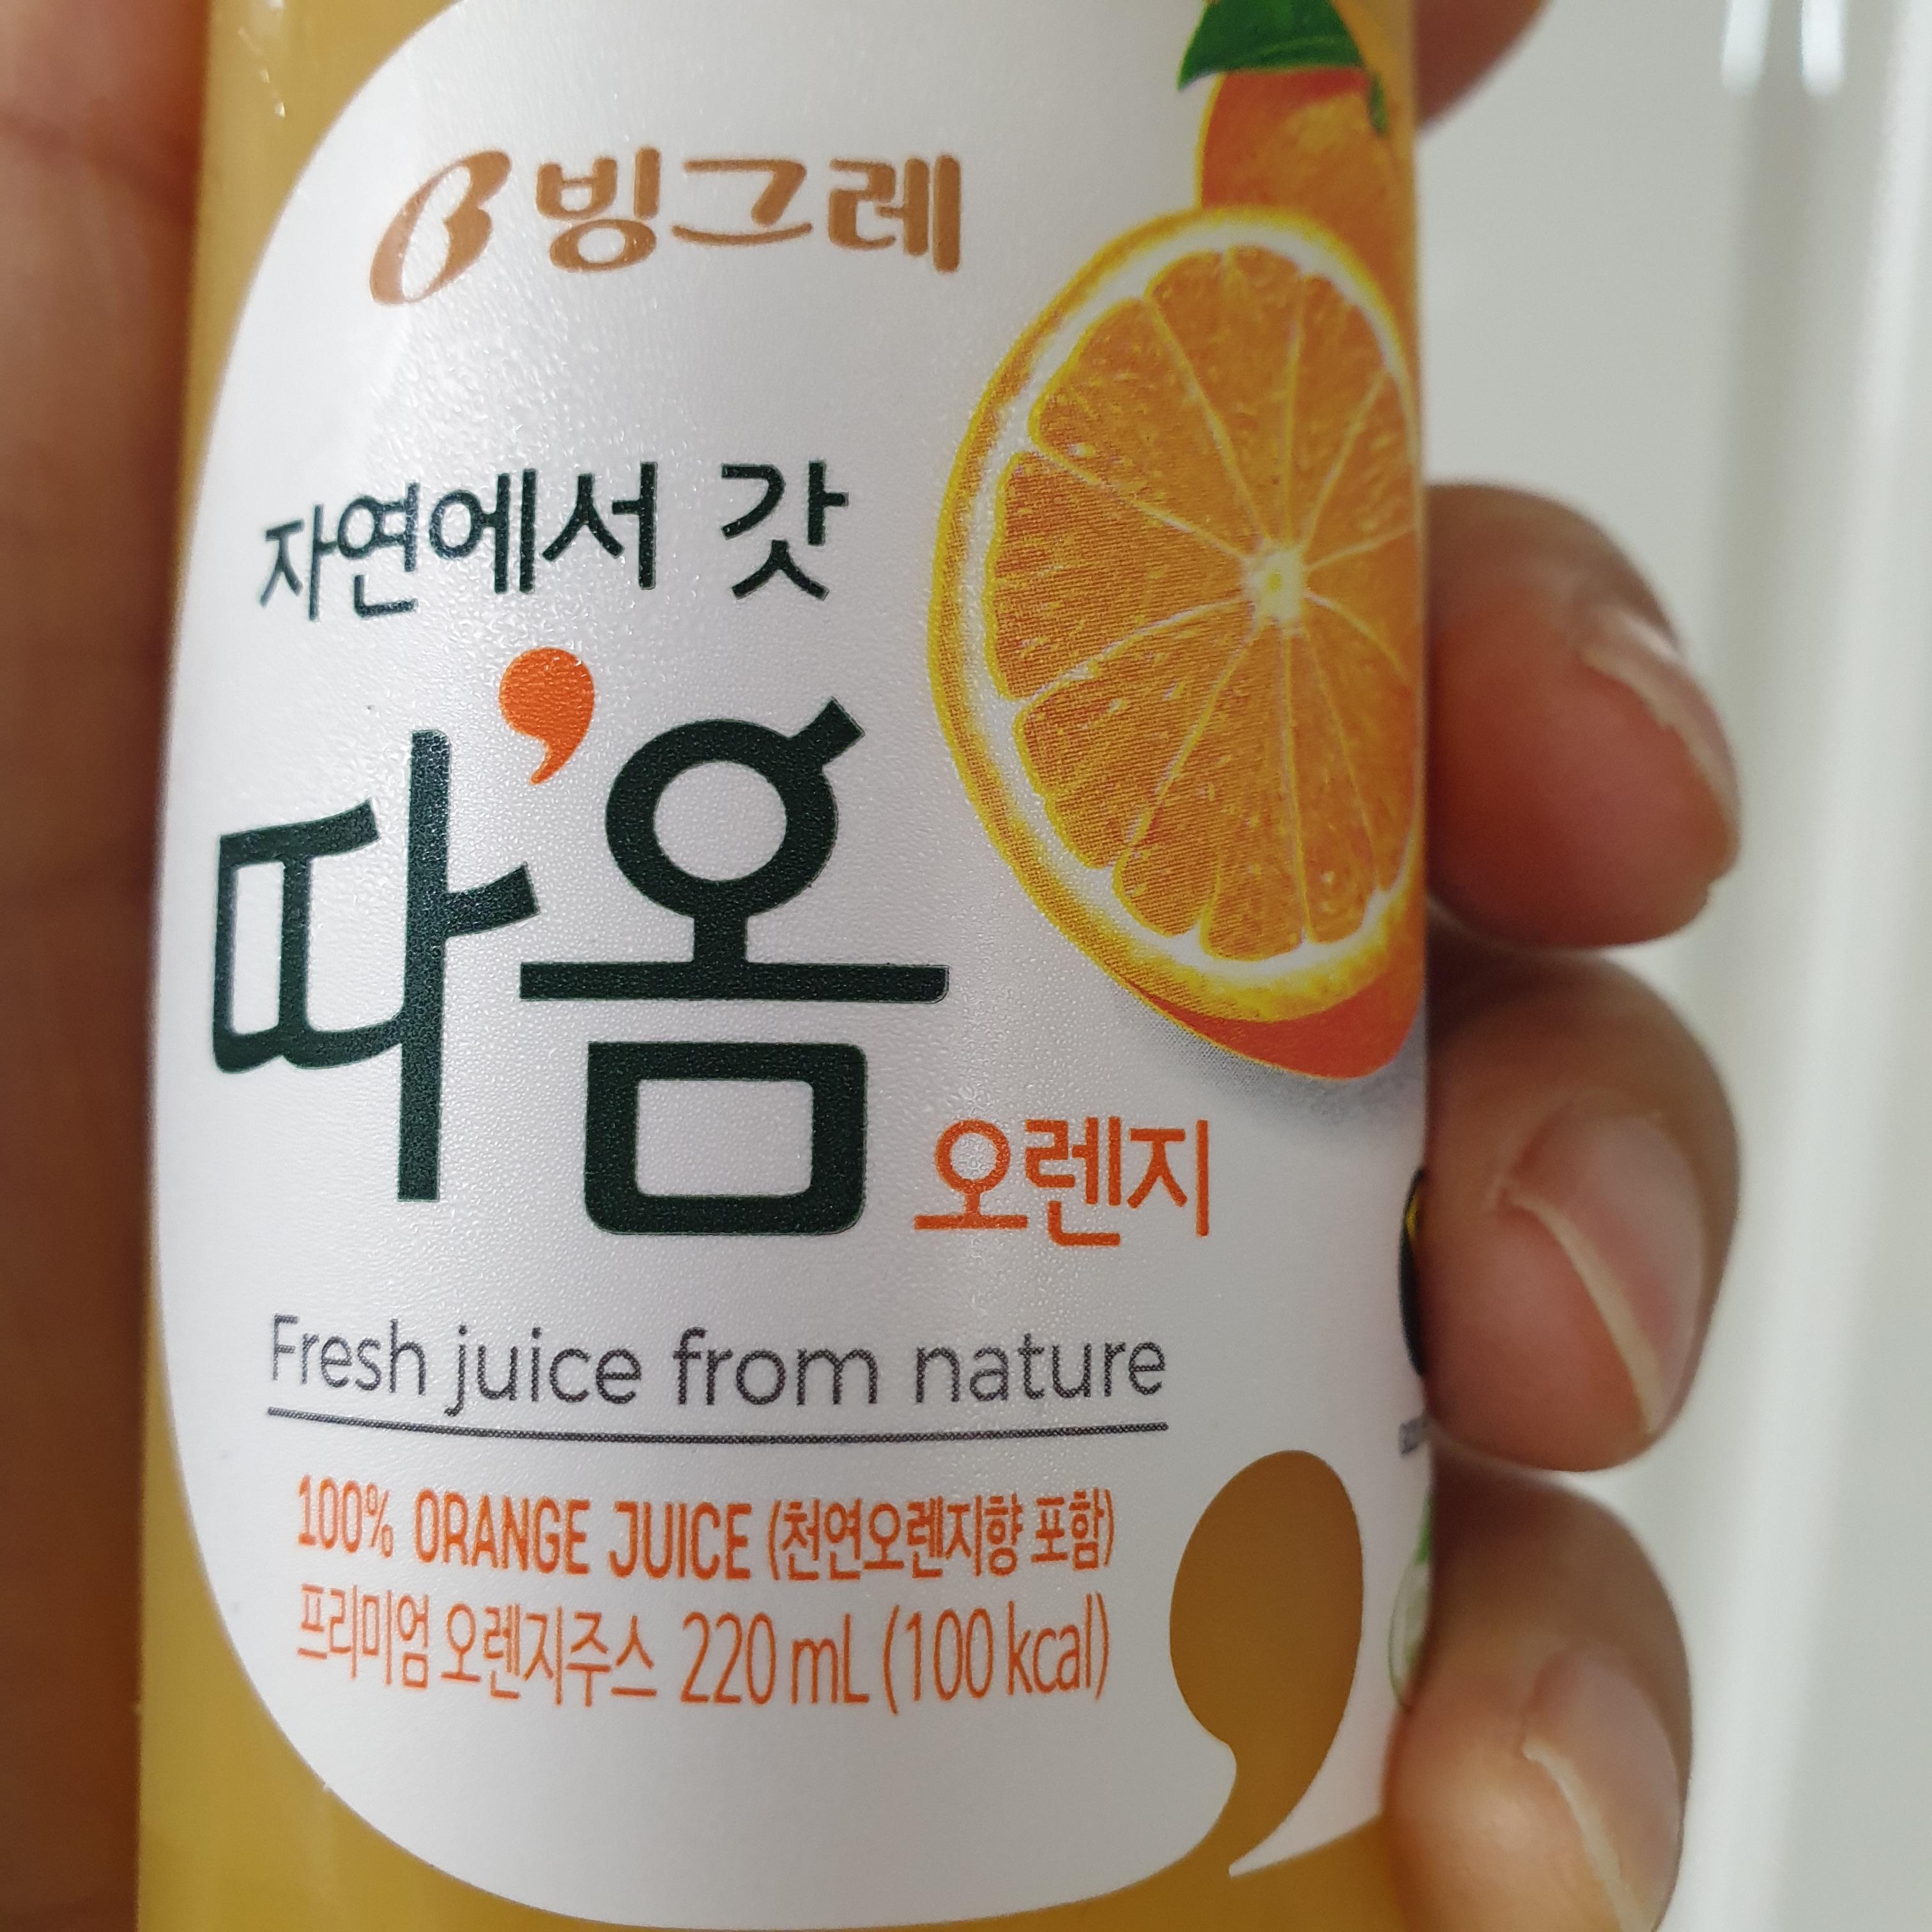 빙그레
자연에서 갓
따'옴 오렌지
Fresh juice from nature
100% ORANGE JUICE (천연오렌지향 포함)
프리미엄 오렌지주스 220 mL (100 kcal)